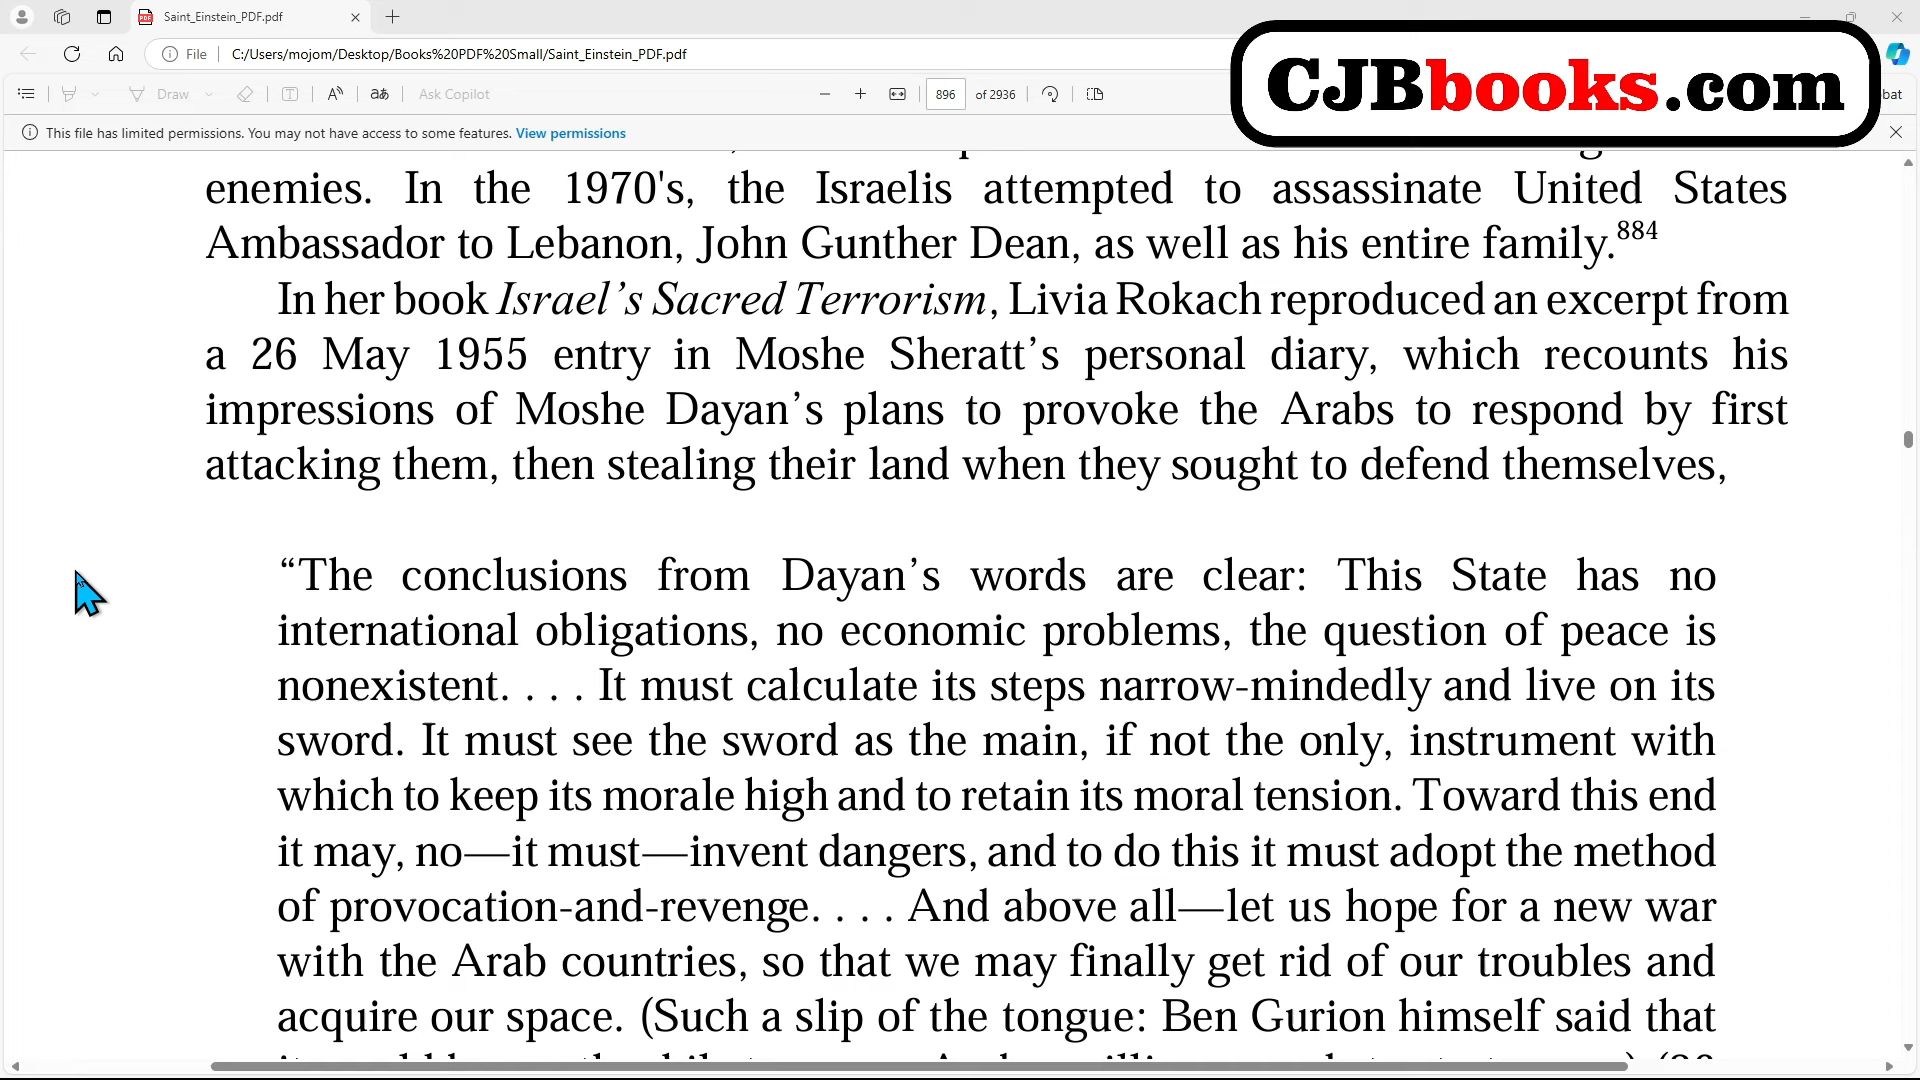 Saint_Einstein_PDF.pdf
File
C:/Users/mojom/Desktop/Books%20PDF%20Small/Saint_Einstein_PDF.pdf
CJBbooks.com
Draw
Ask Copilot
896 of 2936
bat
This file has limited permissions. You may not have access to some features. View permissions
enemies. In the 1970's, the Israelis attempted to assassinate United States
Ambassador to Lebanon, John Gunther Dean, as well as his entire family.884
In her book Israel’s Sacred Terrorism, Livia Rokach reproduced an excerpt from
a 26 May 1955 entry in Moshe Sheratt’s personal diary, which recounts his
impressions of Moshe Dayan’s plans to provoke the Arabs to respond by first
attacking them, then stealing their land when they sought to defend themselves,
“The conclusions from Dayan’s words are clear: This State has no
international obligations, no economic problems, the question of peace is
nonexistent. . . . It must calculate its steps narrow-mindedly and live on its
sword. It must see the sword as the main, if not the only, instrument with
which to keep its morale high and to retain its moral tension. Toward this end
it may, no—it must—invent dangers, and to do this it must adopt the method
of provocation-and-revenge. . . . And above all—let us hope for a new war
with the Arab countries, so that we may finally get rid of our troubles and
acquire our space. (Such a slip of the tongue: Ben Gurion himself said that